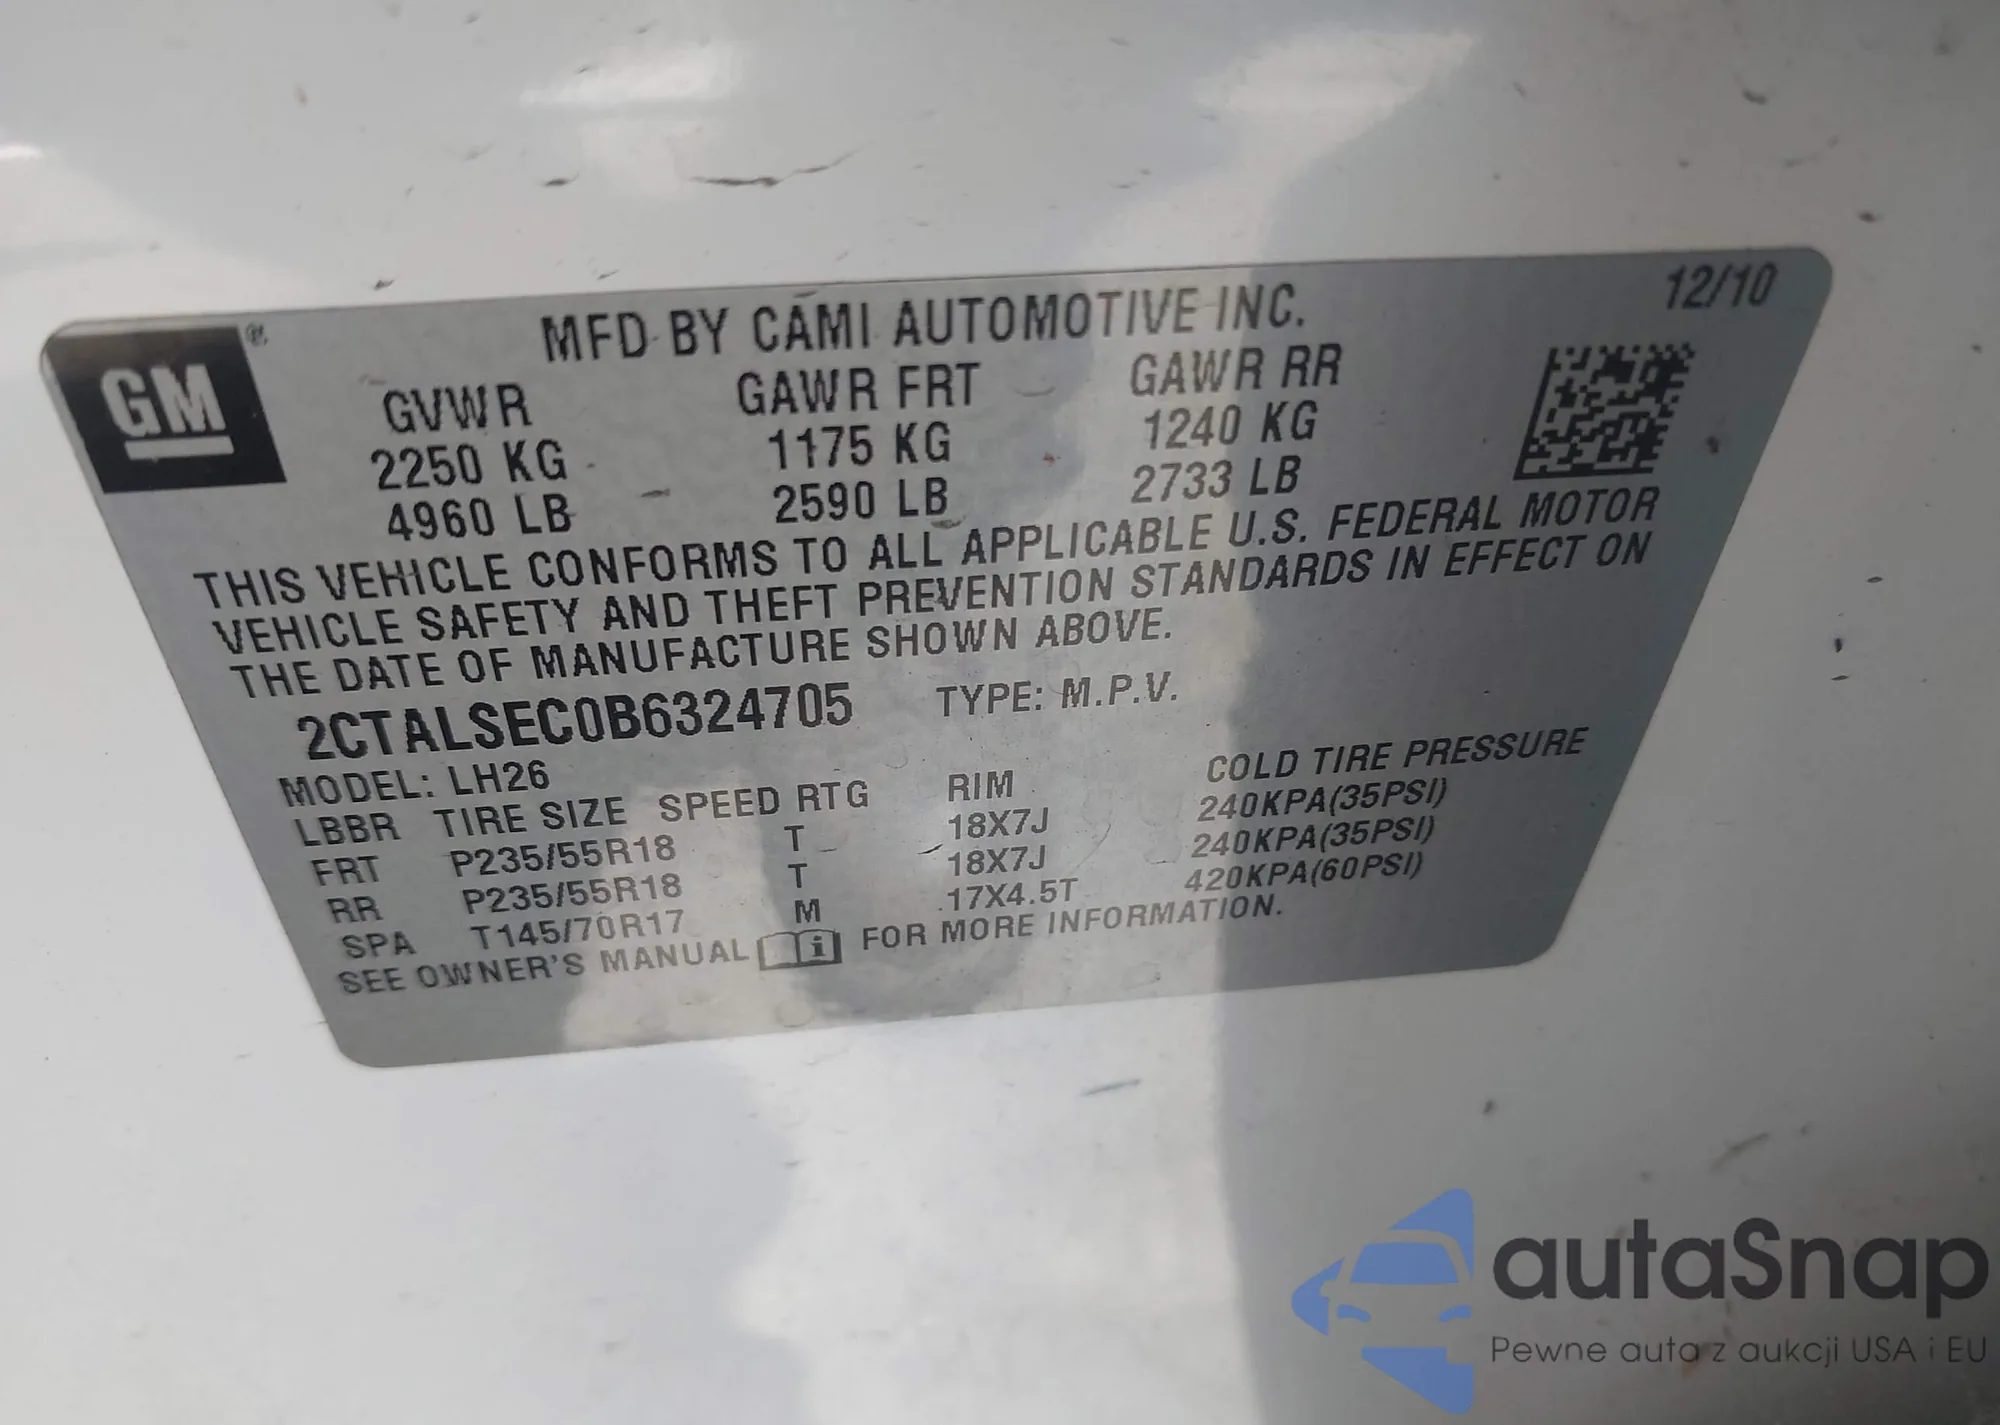 12/10
GM®
MFD BY CAMI AUTOMOTIVE INC.
GVWR GAWR FRT GAWR RR
2250 KG 1175 KG 1240 KG
4960 LB 2590 LB 2733 LB
THIS VEHICLE CONFORMS TO ALL APPLICABLE U.S. FEDERAL MOTOR
VEHICLE SAFETY AND THEFT PREVENTION STANDARDS IN EFFECT ON
THE DATE OF MANUFACTURE SHOWN ABOVE.
2CTALSEC0B6324705 TYPE: M.P.V.
MODEL: LH26
LBBR TIRE SIZE SPEED RTG RIM COLD TIRE PRESSURE
FRT P235/55R18 T 18X7J 240KPA(35PSI)
RR P235/55R18 T 18X7J 240KPA(35PSI)
SPA T145/70R17 M 17X4.5T 420KPA(60PSI)
SEE OWNER'S MANUAL i FOR MORE INFORMATION.
autaSnap
Pewne auta z aukcji USA i EU